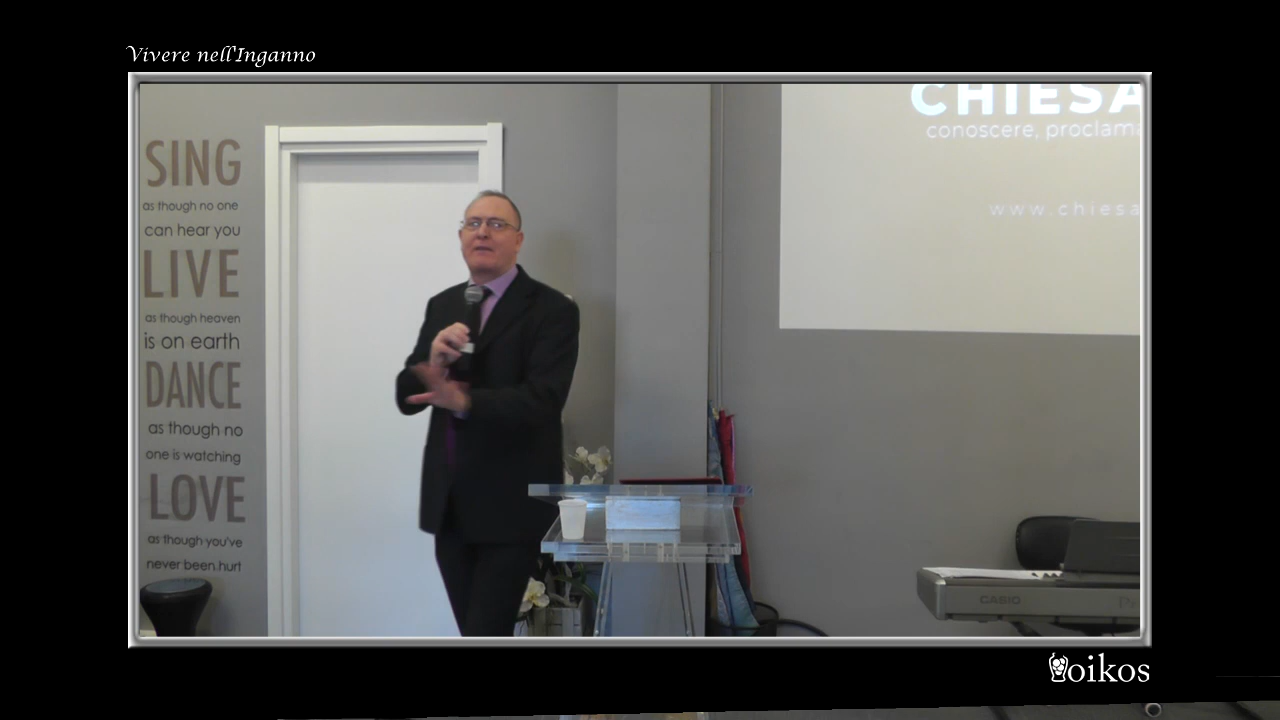 Vivere nell'Inganno
SING
as though no one
can hear you
LIVE
as though heaven
is on earth
DANCE
as though no
one is watching
LOVE
as though you've
never been hurt
CHIESA
conoscere, proclama
www.chiesa
CASIO
oikos